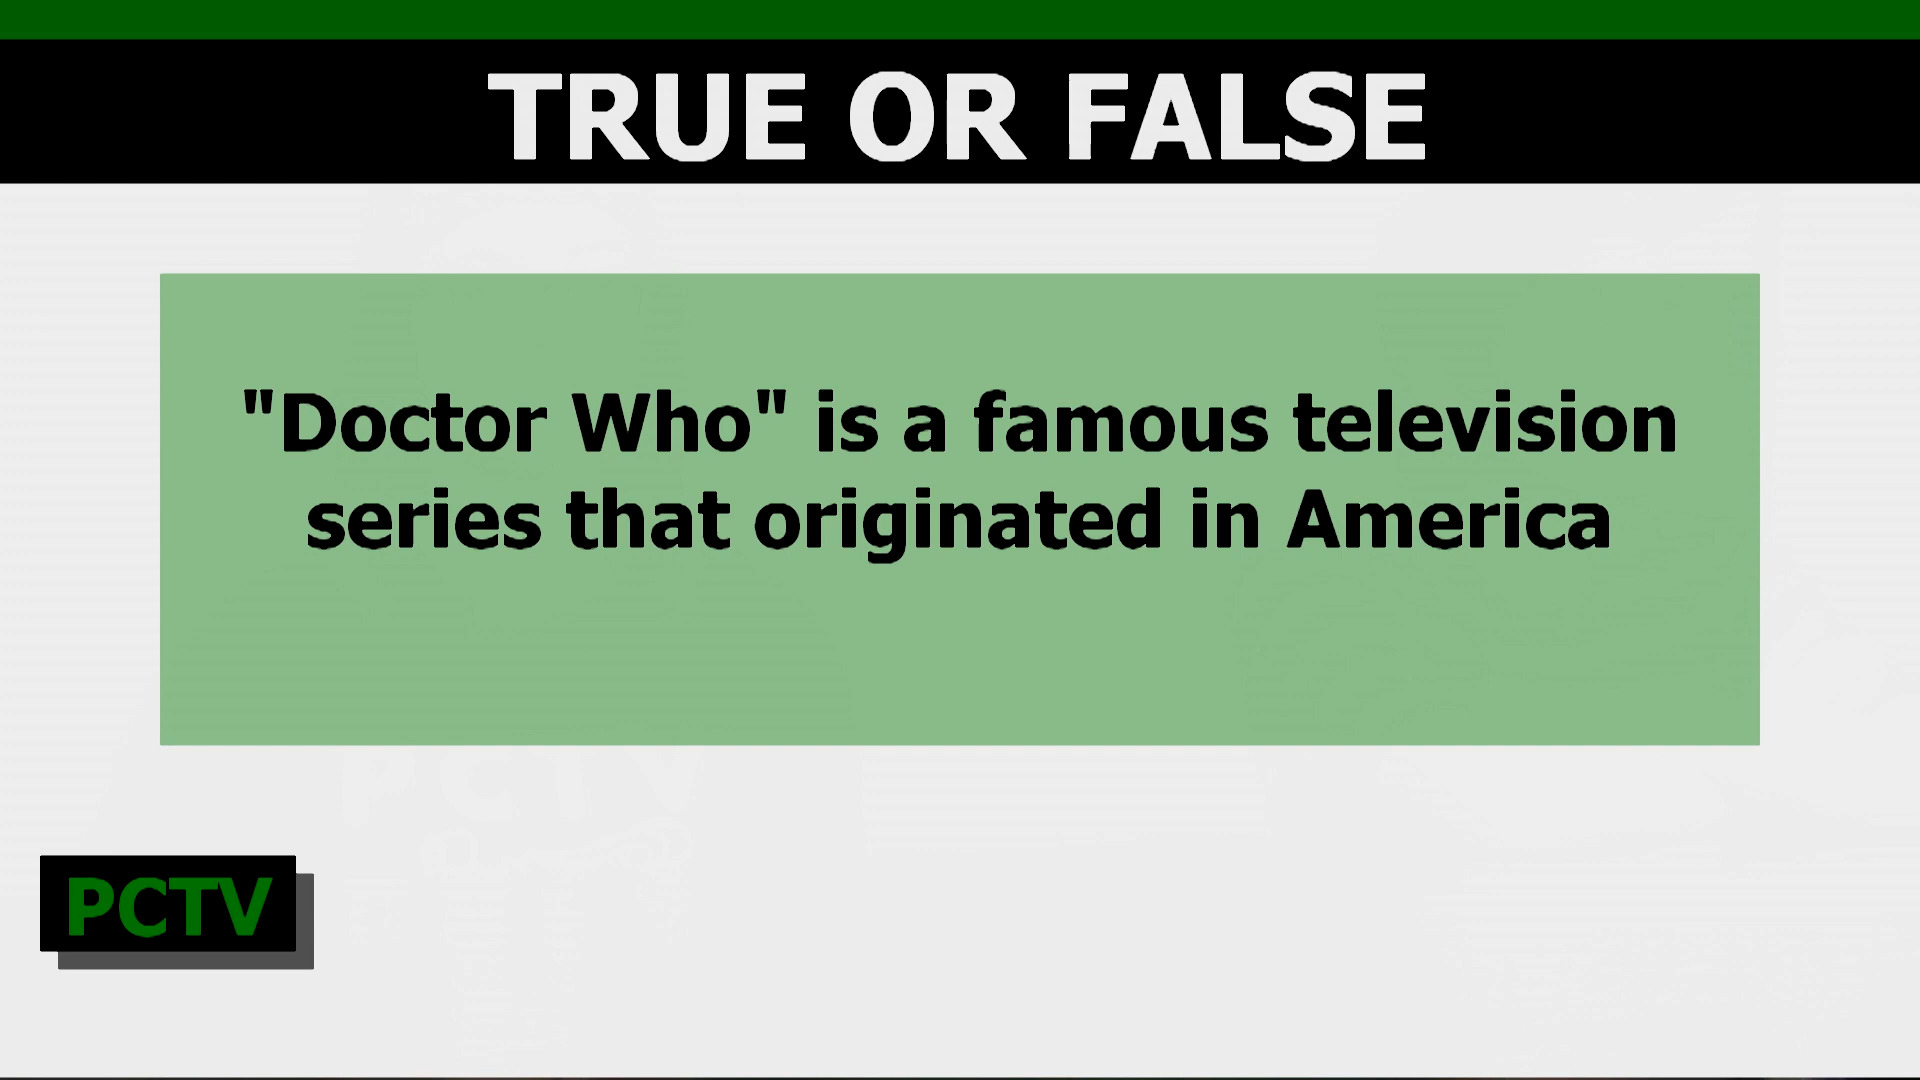 TRUE OR FALSE
"Doctor Who" is a famous television
series that originated in America
PCTV